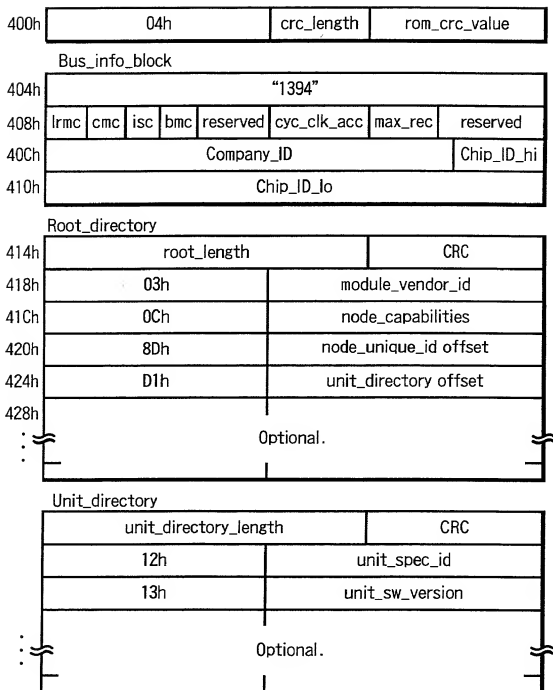 400h 04h crc_length rom_crc_value
Bus_info_block
404h “1394”
408h lrmc cmc isc bmc reserved cyc_clk_acc max_rec reserved
40Ch Company_ID Chip_ID_hi
410h Chip_ID_lo
Root_directory
414h root_length CRC
418h 03h module_vendor_id
41Ch 0Ch node_capabilities
420h 8Dh node_unique_id offset
424h D1h unit_directory offset
428h
Optional.
Unit_directory
unit_directory_length CRC
12h unit_spec_id
13h unit_sw_version
Optional.